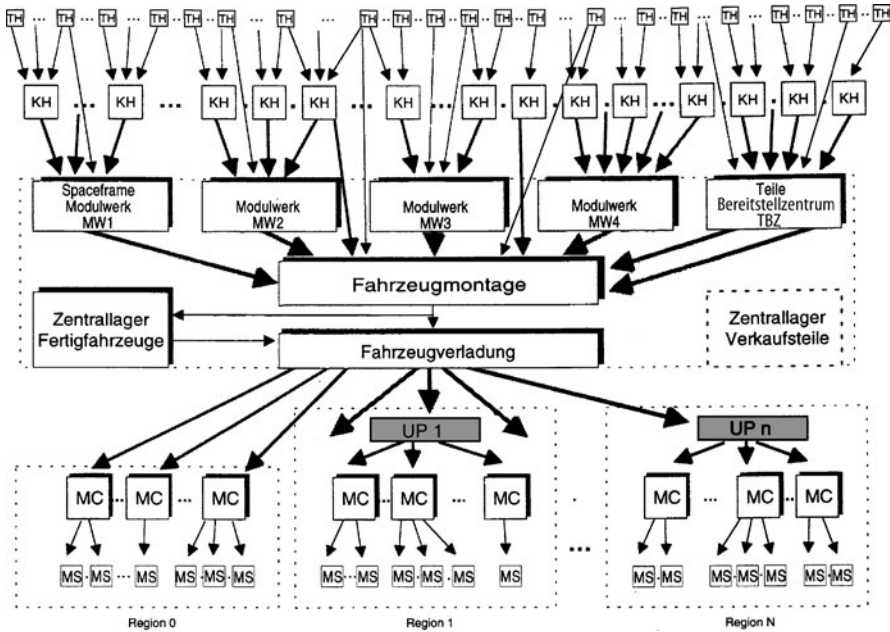 TH ... TH .. TH .. TH ... TH .. TH ... TH ... TH .. TH .. TH .. TH ... TH ... TH ... TH .. TH ... TH .. TH .. TH .. TH
KH ... KH ... KH . KH . KH ... KH . KH . KH . KH . KH ... KH . KH . KH . KH
Spaceframe
Modulwerk
MW1
Modulwerk
MW2
Modulwerk
MW3
Modulwerk
MW4
Teile
Bereitstellzentrum
TBZ
Fahrzeugmontage
Zentrallager
Fertigfahrzeuge
Fahrzeugverladung
Zentrallager
Verkaufsteile
UP 1
UP n
MC ... MC ... MC
MC ... MC ... MC
MC ... MC ... MC
MS . MS ... MS MS . MS . MS
MS ... MS MS . MS . MS MS
...
MS . MS MS . MS . MS MS . MS
Region 0
Region 1
Region N